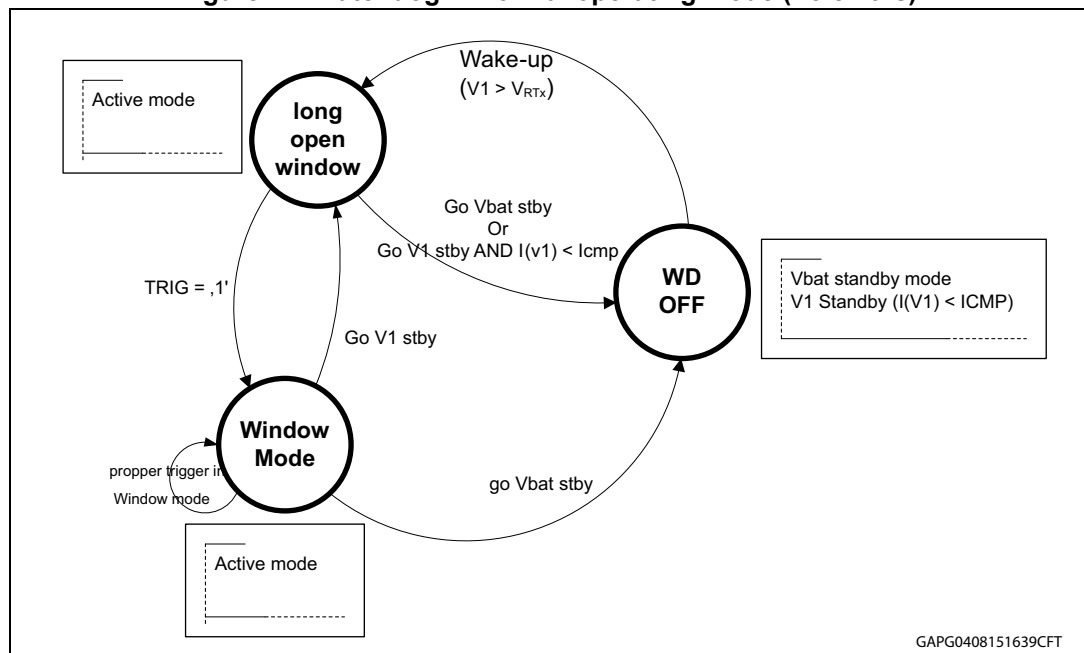 Wake-up
(V1 > VRTx)
Active mode
long
open
window
Go Vbat stby
Or
Go V1 stby AND I(v1) < Icmp
WD
OFF
Vbat standby mode
V1 Standby (I(V1) < ICMP)
TRIG = ‚1'
Go V1 stby
Window
Mode
propper trigger in
Window mode
go Vbat stby
Active mode
GAPG0408151639CFT